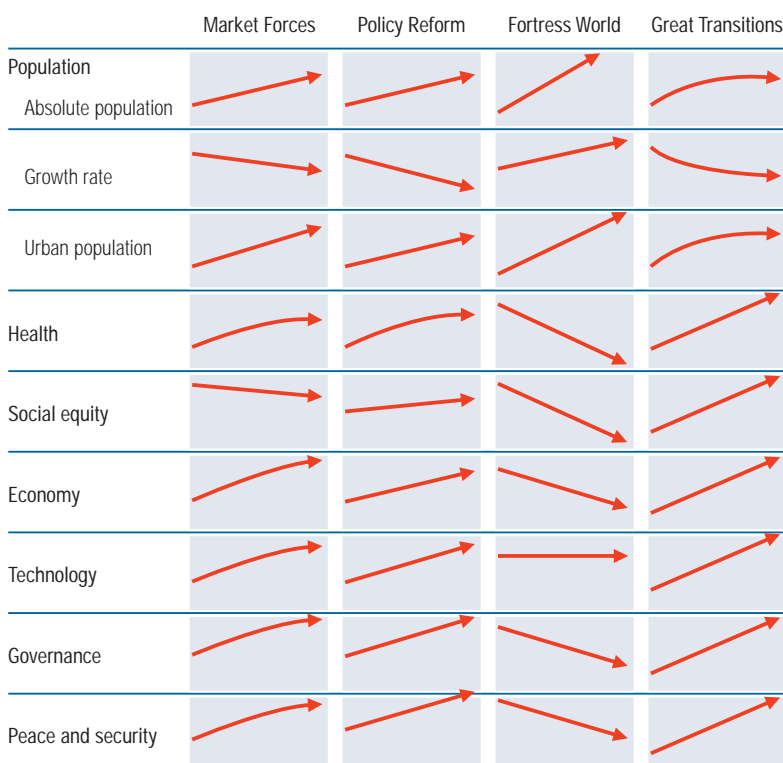 Market Forces Policy Reform Fortress World Great Transitions
Population
Absolute population
Growth rate
Urban population
Health
Social equity
Economy
Technology
Governance
Peace and security